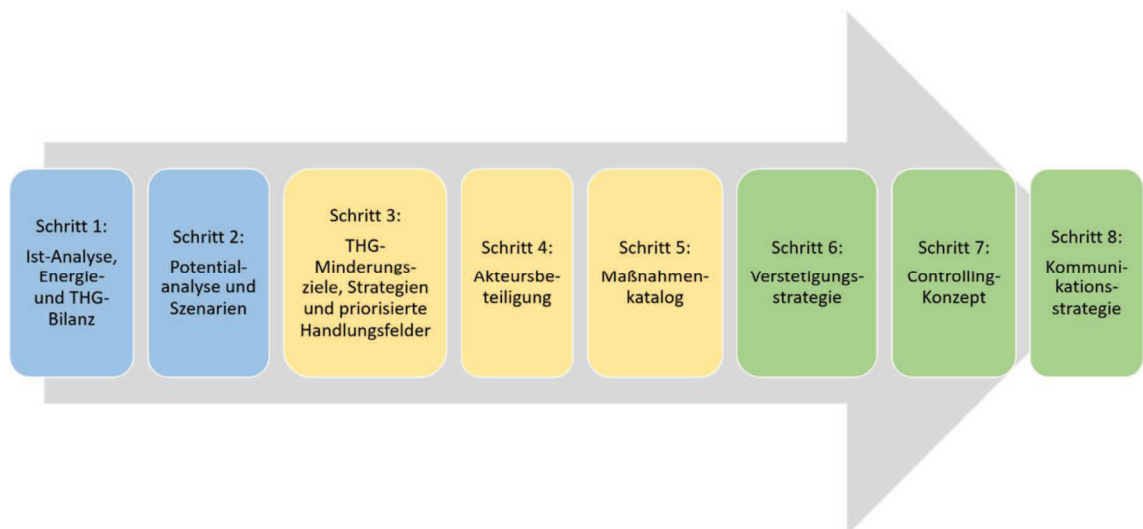 Schritt 1:
Ist-Analyse,
Energie-
und THG-
Bilanz
Schritt 2:
Potential-
analyse und
Szenarien
Schritt 3:
THG-
Minderungs-
ziele, Strategien
und priorisierte
Handlungsfelder
Schritt 4:
Akteursbe-
teiligung
Schritt 5:
Maßnahmen-
katalog
Schritt 6:
Verstetigungs-
strategie
Schritt 7:
Controlling-
Konzept
Schritt 8:
Kommuni-
kations-
strategie